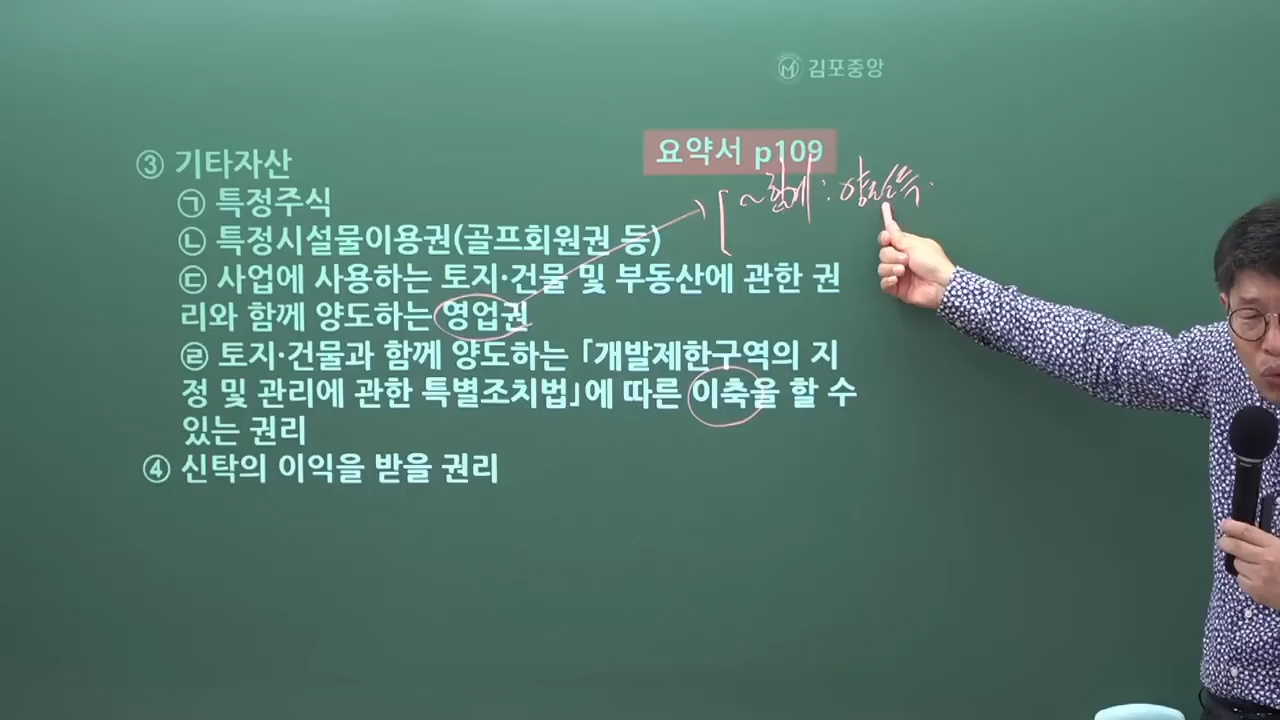 김포중앙
요약서 p109
③ 기타자산
~함께 : 양도소득
㉠ 특정주식
㉡ 특정시설물이용권(골프회원권 등)
㉢ 사업에 사용하는 토지·건물 및 부동산에 관한 권
리와 함께 양도하는 영업권
㉣ 토지·건물과 함께 양도하는 「개발제한구역의 지
정 및 관리에 관한 특별조치법」에 따른 이축울 할 수
있는 권리
④ 신탁의 이익을 받을 권리